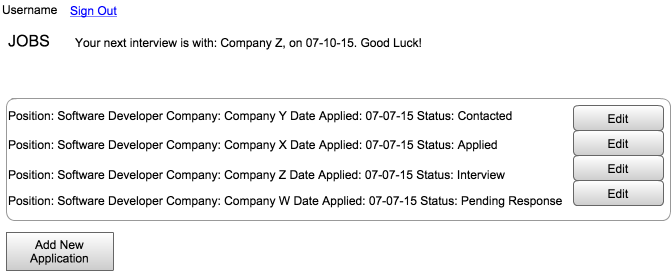 Username Sign Out
JOBS Your next interview is with: Company Z, on 07-10-15. Good Luck!
Position: Software Developer Company: Company Y Date Applied: 07-07-15 Status: Contacted Edit
Position: Software Developer Company: Company X Date Applied: 07-07-15 Status: Applied Edit
Position: Software Developer Company: Company Z Date Applied: 07-07-15 Status: Interview Edit
Position: Software Developer Company: Company W Date Applied: 07-07-15 Status: Pending Response Edit
Add New
Application